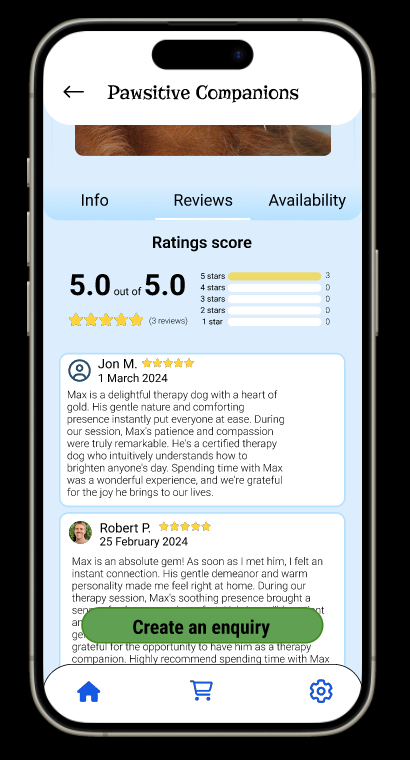 Pawsitive Companions
Info Reviews Availability
Ratings score
5.0 out of 5.0
(3 reviews)
5 stars 3
4 stars 0
3 stars 0
2 stars 0
1 star 0
Jon M.
1 March 2024
Max is a delightful therapy dog with a heart of
gold. His gentle nature and comforting
presence instantly put everyone at ease. During
our session, Max's patience and compassion
were truly remarkable. He's a certified therapy
dog who intuitively understands how to
brighten anyone's day. Spending time with Max
was a wonderful experience, and we're grateful
for the joy he brings to our lives.
Robert P.
25 February 2024
Max is an absolute gem! As soon as I met him, I felt an
instant connection. His gentle demeanor and warm
personality made me feel right at home. During our
therapy session, Max's soothing presence brought a
Create an enquiry
grateful for the opportunity to have him as a therapy
companion. Highly recommend spending time with Max